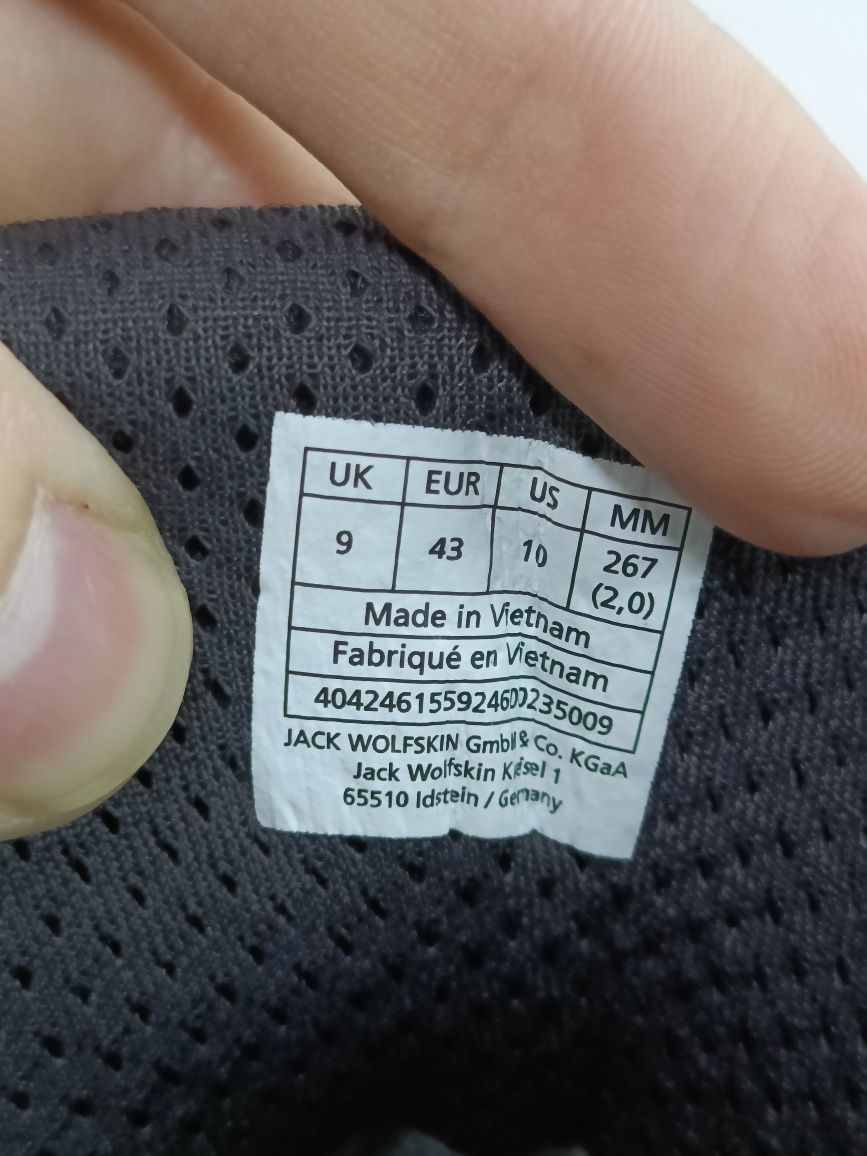 UK EUR US MM
9 43 10 267
(2,0)
Made in Vietnam
Fabriqué en Vietnam
JACK WOLFSKIN GmbH & Co. KGaA
Jack Wolfskin Kreisel 1
65510 Idstein / Germany